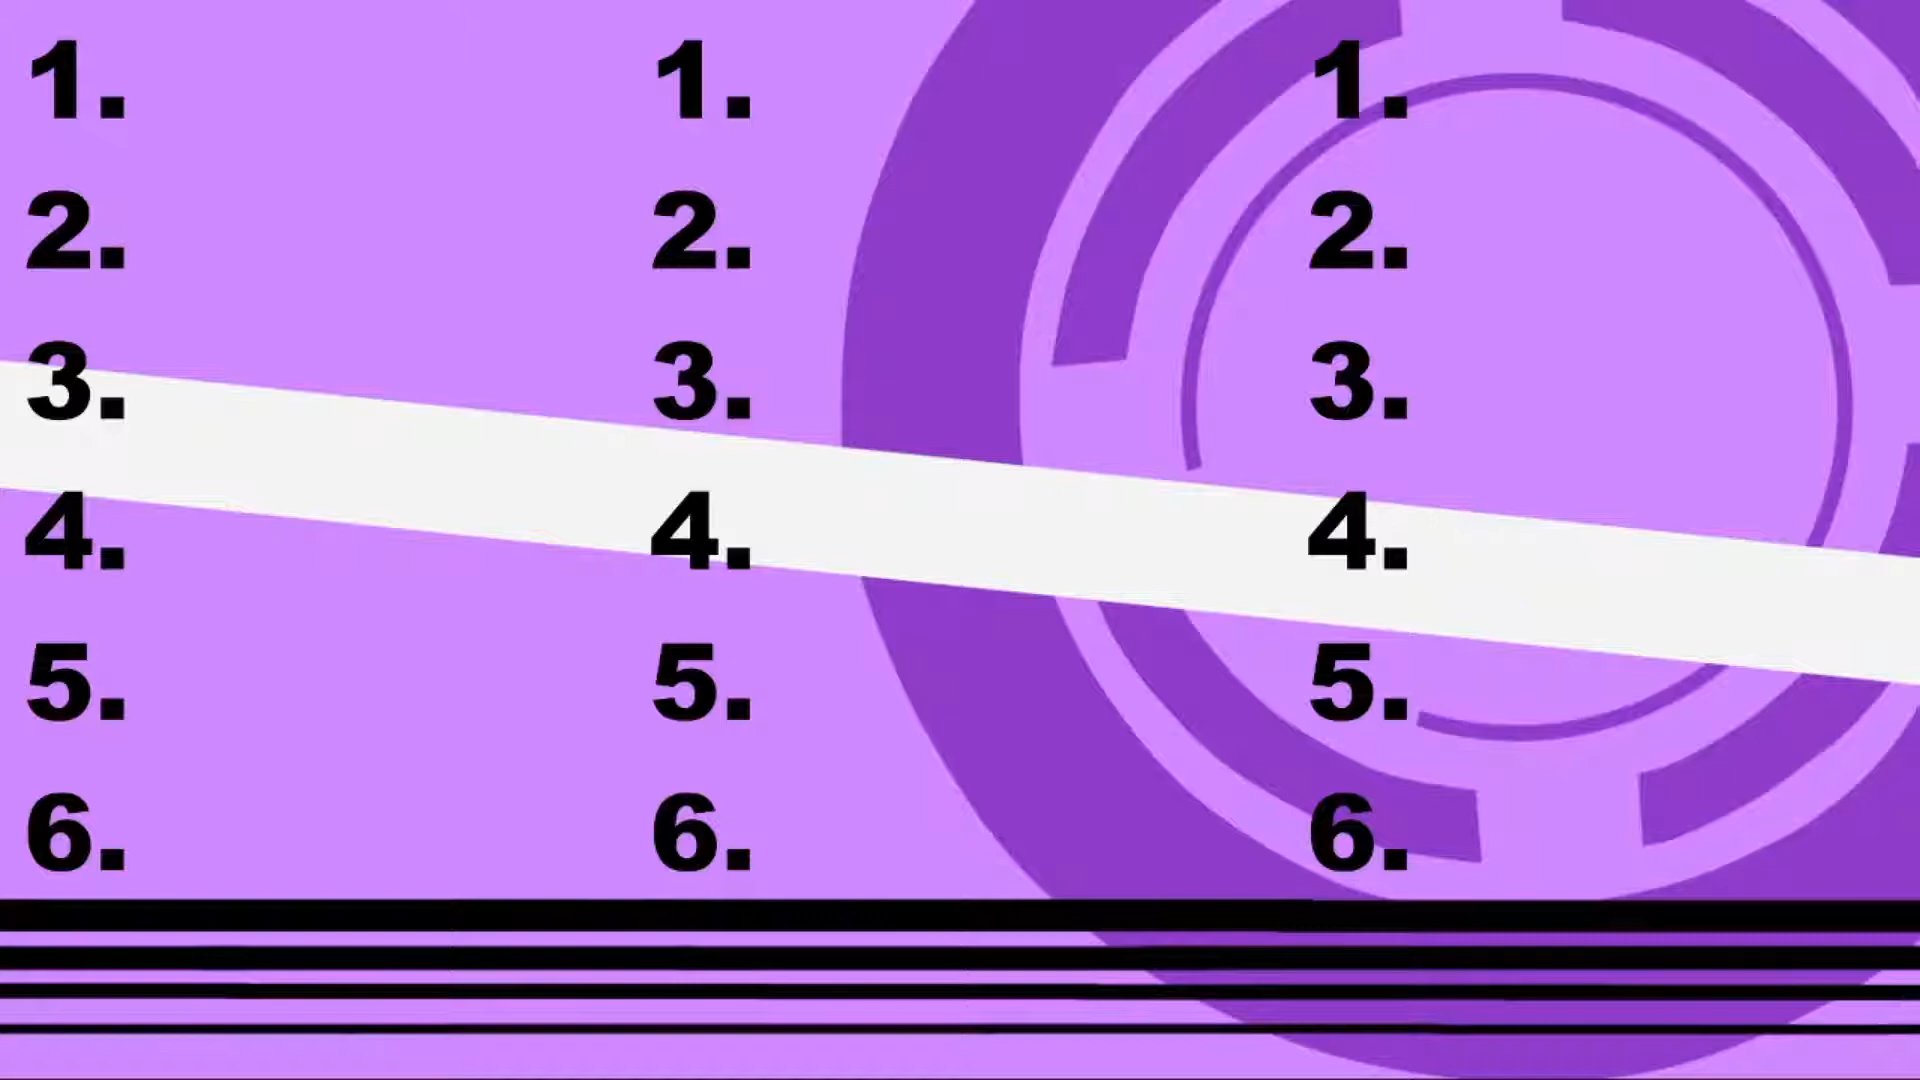 1. 1. 1.
2. 2. 2.
3. 3. 3.
4. 4. 4.
5. 5. 5.
6. 6. 6.